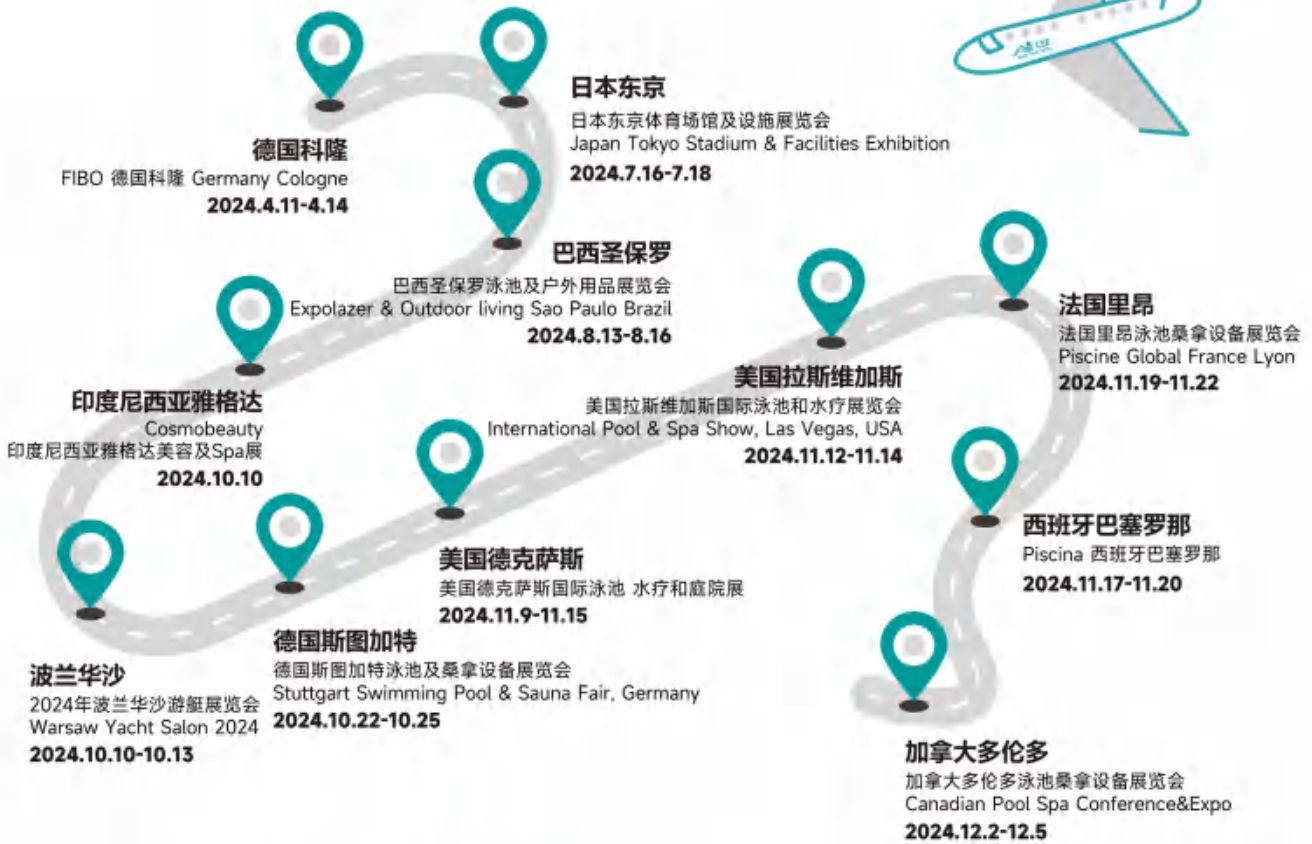 德国科隆
FIBO 德国科隆 Germany Cologne
2024.4.11-4.14
日本东京
日本东京体育场馆及设施展览会
Japan Tokyo Stadium & Facilities Exhibition
2024.7.16-7.18
巴西圣保罗
巴西圣保罗泳池及户外用品展览会
Expolazer & Outdoor living Sao Paulo Brazil
2024.8.13-8.16
印度尼西亚雅格达
Cosmobeauty
印度尼西亚雅格达美容及Spa展
2024.10.10
波兰华沙
2024年波兰华沙游艇展览会
Warsaw Yacht Salon 2024
2024.10.10-10.13
德国斯图加特
德国斯图加特泳池及桑拿设备展览会
Stuttgart Swimming Pool & Sauna Fair, Germany
2024.10.22-10.25
美国德克萨斯
美国德克萨斯国际泳池 水疗和庭院展
2024.11.9-11.15
美国拉斯维加斯
美国拉斯维加斯国际泳池和水疗展览会
International Pool & Spa Show, Las Vegas, USA
2024.11.12-11.14
法国里昂
法国里昂泳池桑拿设备展览会
Piscine Global France Lyon
2024.11.19-11.22
西班牙巴塞罗那
Piscina 西班牙巴塞罗那
2024.11.17-11.20
加拿大多伦多
加拿大多伦多泳池桑拿设备展览会
Canadian Pool Spa Conference&Expo
2024.12.2-12.5